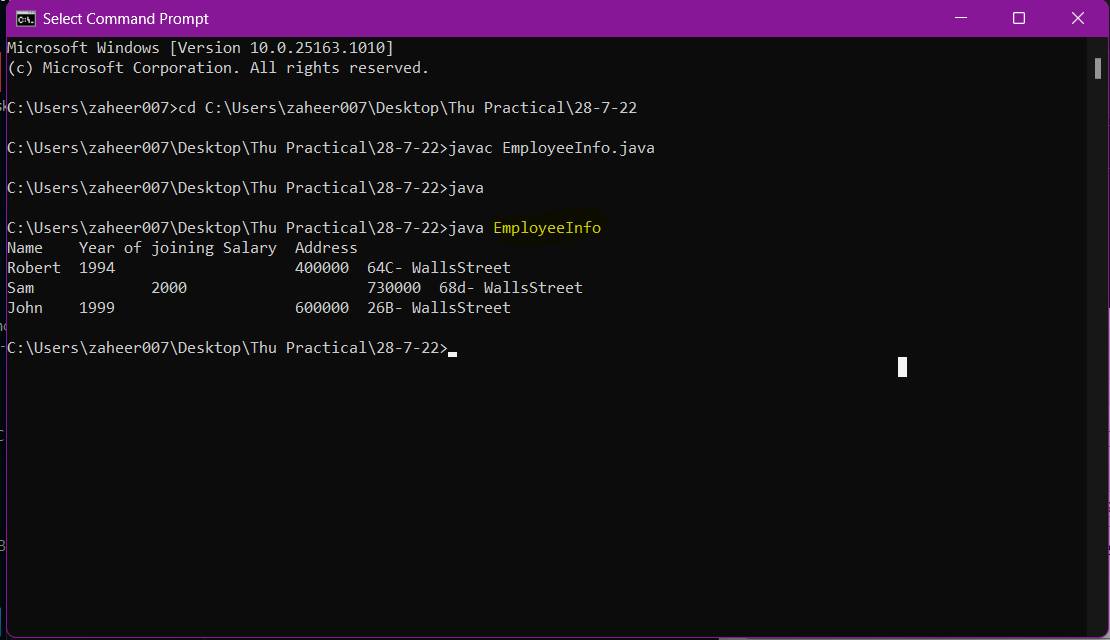 Select Command Prompt
Microsoft Windows [Version 10.0.25163.1010]
(c) Microsoft Corporation. All rights reserved.
C:\Users\zaheer007>cd C:\Users\zaheer007\Desktop\Thu Practical\28-7-22
C:\Users\zaheer007\Desktop\Thu Practical\28-7-22>javac EmployeeInfo.java
C:\Users\zaheer007\Desktop\Thu Practical\28-7-22>java
C:\Users\zaheer007\Desktop\Thu Practical\28-7-22>java EmployeeInfo
Name    Year of joining Salary  Address
Robert  1994                    400000  64C- WallsStreet
Sam             2000                    730000  68d- WallsStreet
John    1999                    600000  26B- WallsStreet
C:\Users\zaheer007\Desktop\Thu Practical\28-7-22>